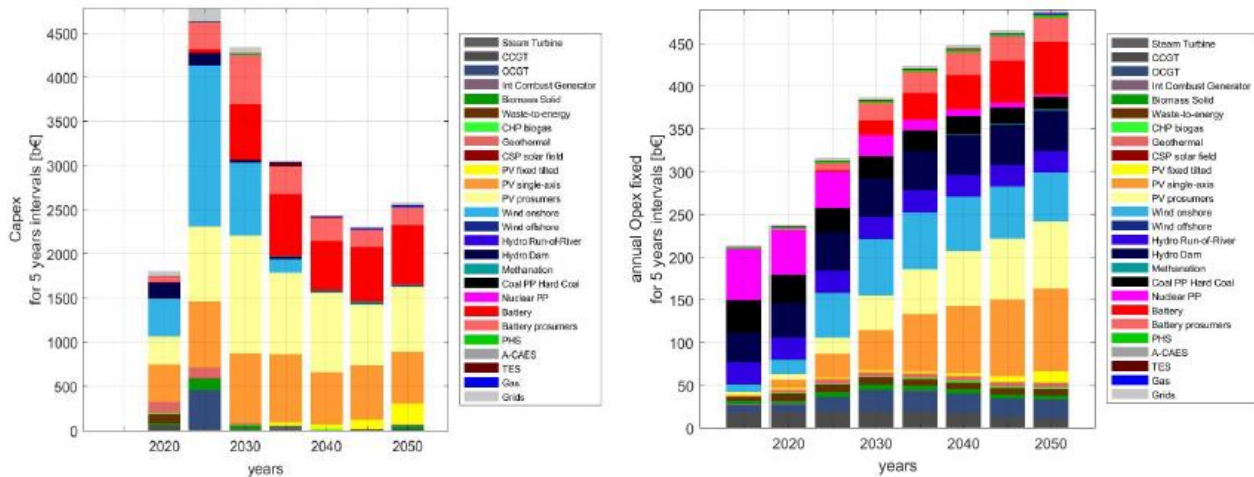 Capex
for 5 years intervals [b€]
4500
4000
3500
3000
2500
2000
1500
1000
500
0
2020
2030
2040
2050
years
Steam Turbine
CCGT
OCGT
Int Combust Generator
Biomass Solid
Waste-to-energy
CHP biogas
Geothermal
CSP solar field
PV fixed tilted
PV single-axis
PV prosumers
Wind onshore
Wind offshore
Hydro Run-of-River
Hydro Dam
Methanation
Coal PP Hard Coal
Nuclear PP
Battery
Battery prosumers
PHS
A-CAES
TES
Gas
Grids
annual Opex fixed
for 5 years intervals [b€]
450
400
350
300
250
200
150
100
50
0
2020
2030
2040
2050
years
Steam Turbine
CCGT
OCGT
Int Combust Generator
Biomass Solid
Waste-to-energy
CHP biogas
Geothermal
CSP solar field
PV fixed tilted
PV single-axis
PV prosumers
Wind onshore
Wind offshore
Hydro Run-of-River
Hydro Dam
Methanation
Coal PP Hard Coal
Nuclear PP
Battery
Battery prosumers
PHS
A-CAES
TES
Gas
Grids